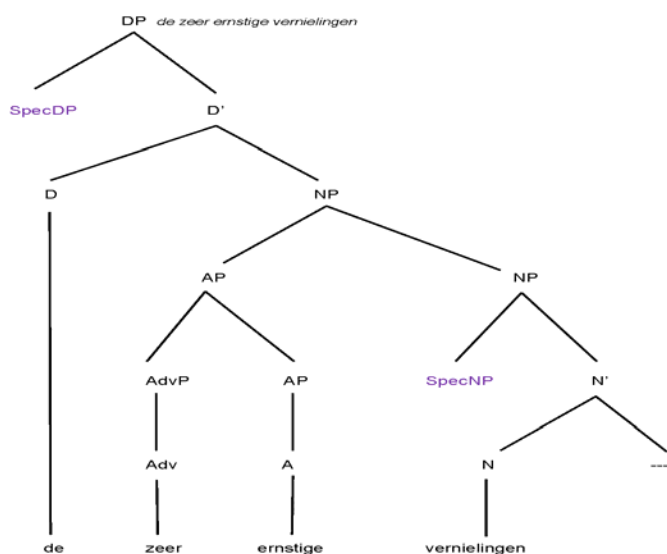 DP de zeer ernstige vernielingen
SpecDP D'
D NP
AP NP
AdvP AP SpecNP N'
Adv A N ---
de zeer ernstige vernielingen